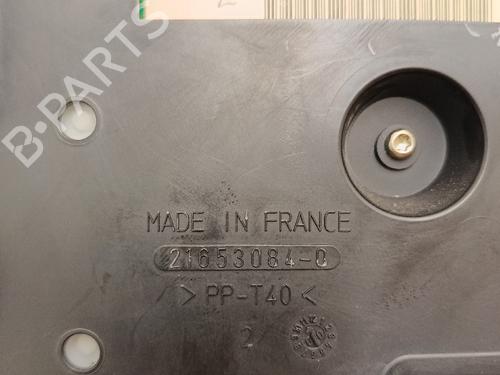 B-PARTS
MADE IN FRANCE
21653084-0
> PP-T40 <
2